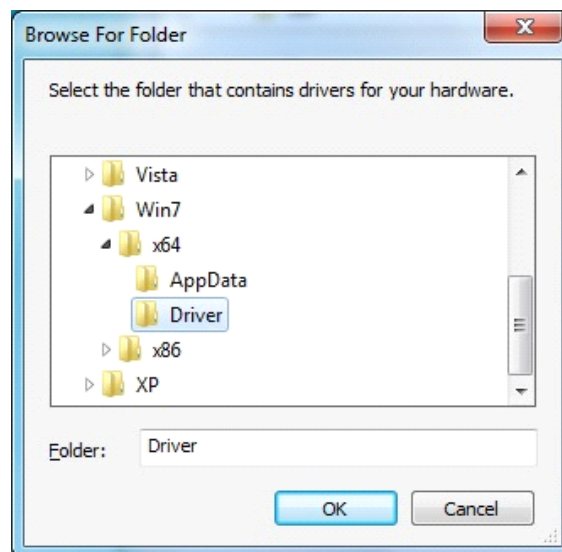 Browse For Folder
Select the folder that contains drivers for your hardware.
Vista
Win7
x64
AppData
Driver
x86
XP
Folder: Driver
OK Cancel